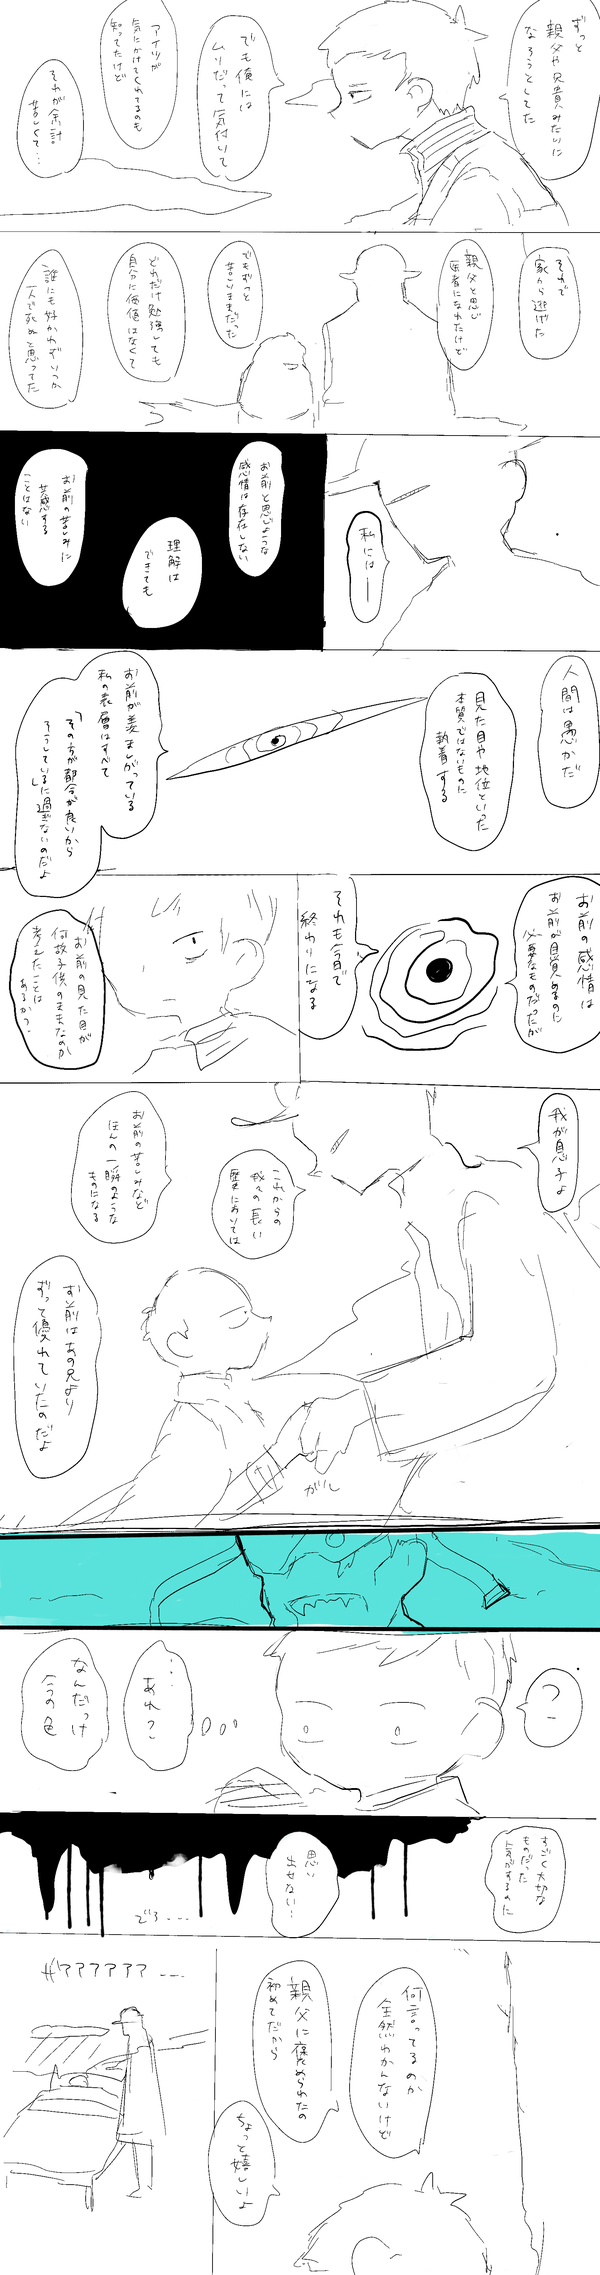 ずっと
親父や兄貴みたいに
なろうとしてた
でも俺には
ムリだって気付いて
アイツが
気にかけてくれてるのも
知ってたけど
それが余計
苦しくて…
それで
家から逃げた
親父と同じ
医者になれたけど
でもずっと
苦しいままだった
どれだけ勉強しても
自分に価値はなくて
誰にも好かれずいつか
一人で死ぬと思ってた
私には――
お前と同じような
感情は存在しない
理解は
できても
お前の苦しみに
共感する
ことはない
人間は愚かだ
見た目や地位といった
本質ではないものに
執着する
お前が羨ましがっている
私の表層はすべて
「その方が都合が良いから
そうしている」に過ぎないのだよ
お前の感情は
お前が目覚めるのに
必要なものだったが
それも今日で
終わりになる
お前の見た目が
何故子供のままなのか
考えたことは
あるか?
我が息子よ
これからの
我々の長い
歴史においては
お前の苦しみなど
ほんの一瞬のような
ものになる
お前はあの兄より
ずっと優れていたのだよ
がし
?
…
あれ?
なんだっけ
今の色
すごく大切な
ものだった
気がするのに
思い
出せない…
でろ…
何言ってるのか
全然わかんないけど
親父に褒められたの
初めてだから
ちょっと嬉しいよ
ガアアアアアア…